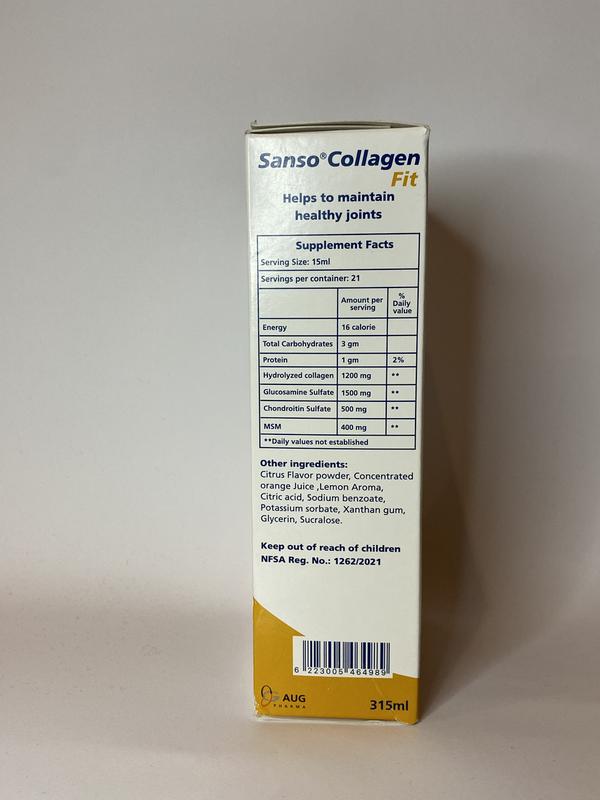 Sanso®Collagen
Fit
Helps to maintain
healthy joints
Supplement Facts
Serving Size: 15ml
Servings per container: 21
Amount per serving % Daily value
Energy 16 calorie
Total Carbohydrates 3 gm
Protein 1 gm 2%
Hydrolyzed collagen 1200 mg **
Glucosamine Sulfate 1500 mg **
Chondroitin Sulfate 500 mg **
MSM 400 mg **
**Daily values not established
Other ingredients:
Citrus Flavor powder, Concentrated
orange Juice ,Lemon Aroma,
Citric acid, Sodium benzoate,
Potassium sorbate, Xanthan gum,
Glycerin, Sucralose.
Keep out of reach of children
NFSA Reg. No.: 1262/2021
6 223005 464989
AUG
PHARMA
315ml